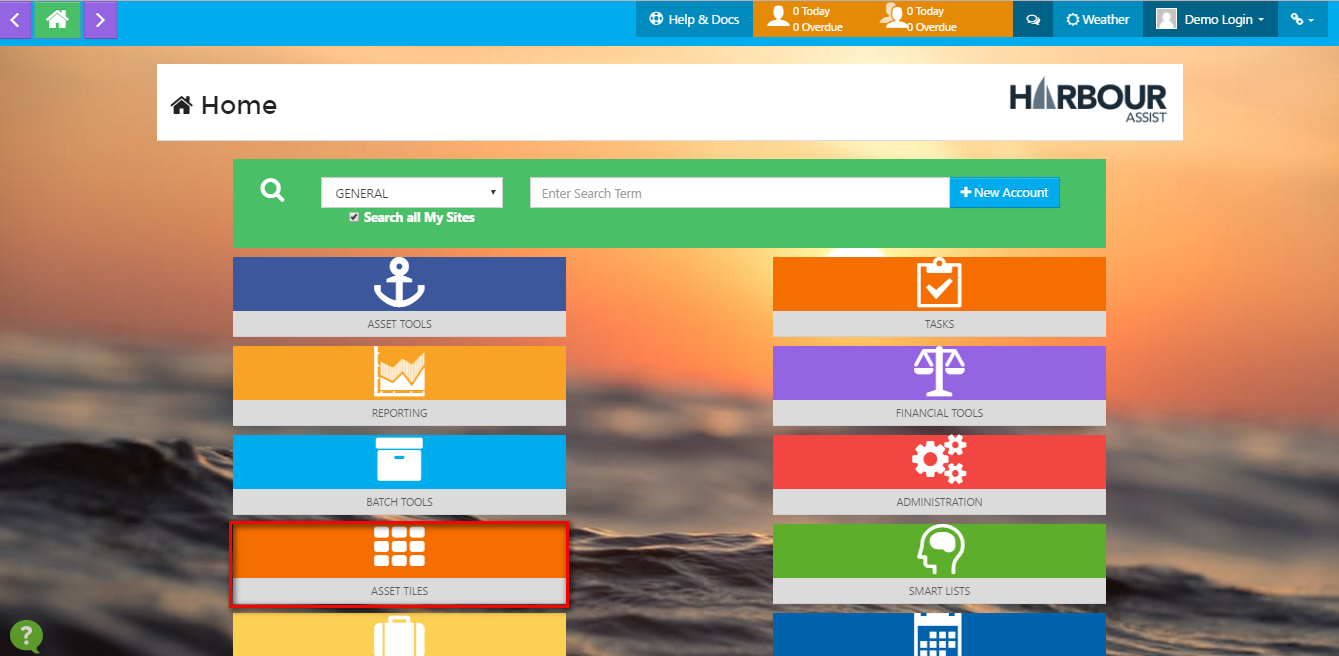 Help & Docs
0 Today
0 Overdue
0 Today
0 Overdue
Weather
Demo Login
Home
HARBOUR
ASSIST
GENERAL
Enter Search Term
New Account
Search all My Sites
ASSET TOOLS
TASKS
REPORTING
FINANCIAL TOOLS
BATCH TOOLS
ADMINISTRATION
ASSET TILES
SMART LISTS
?